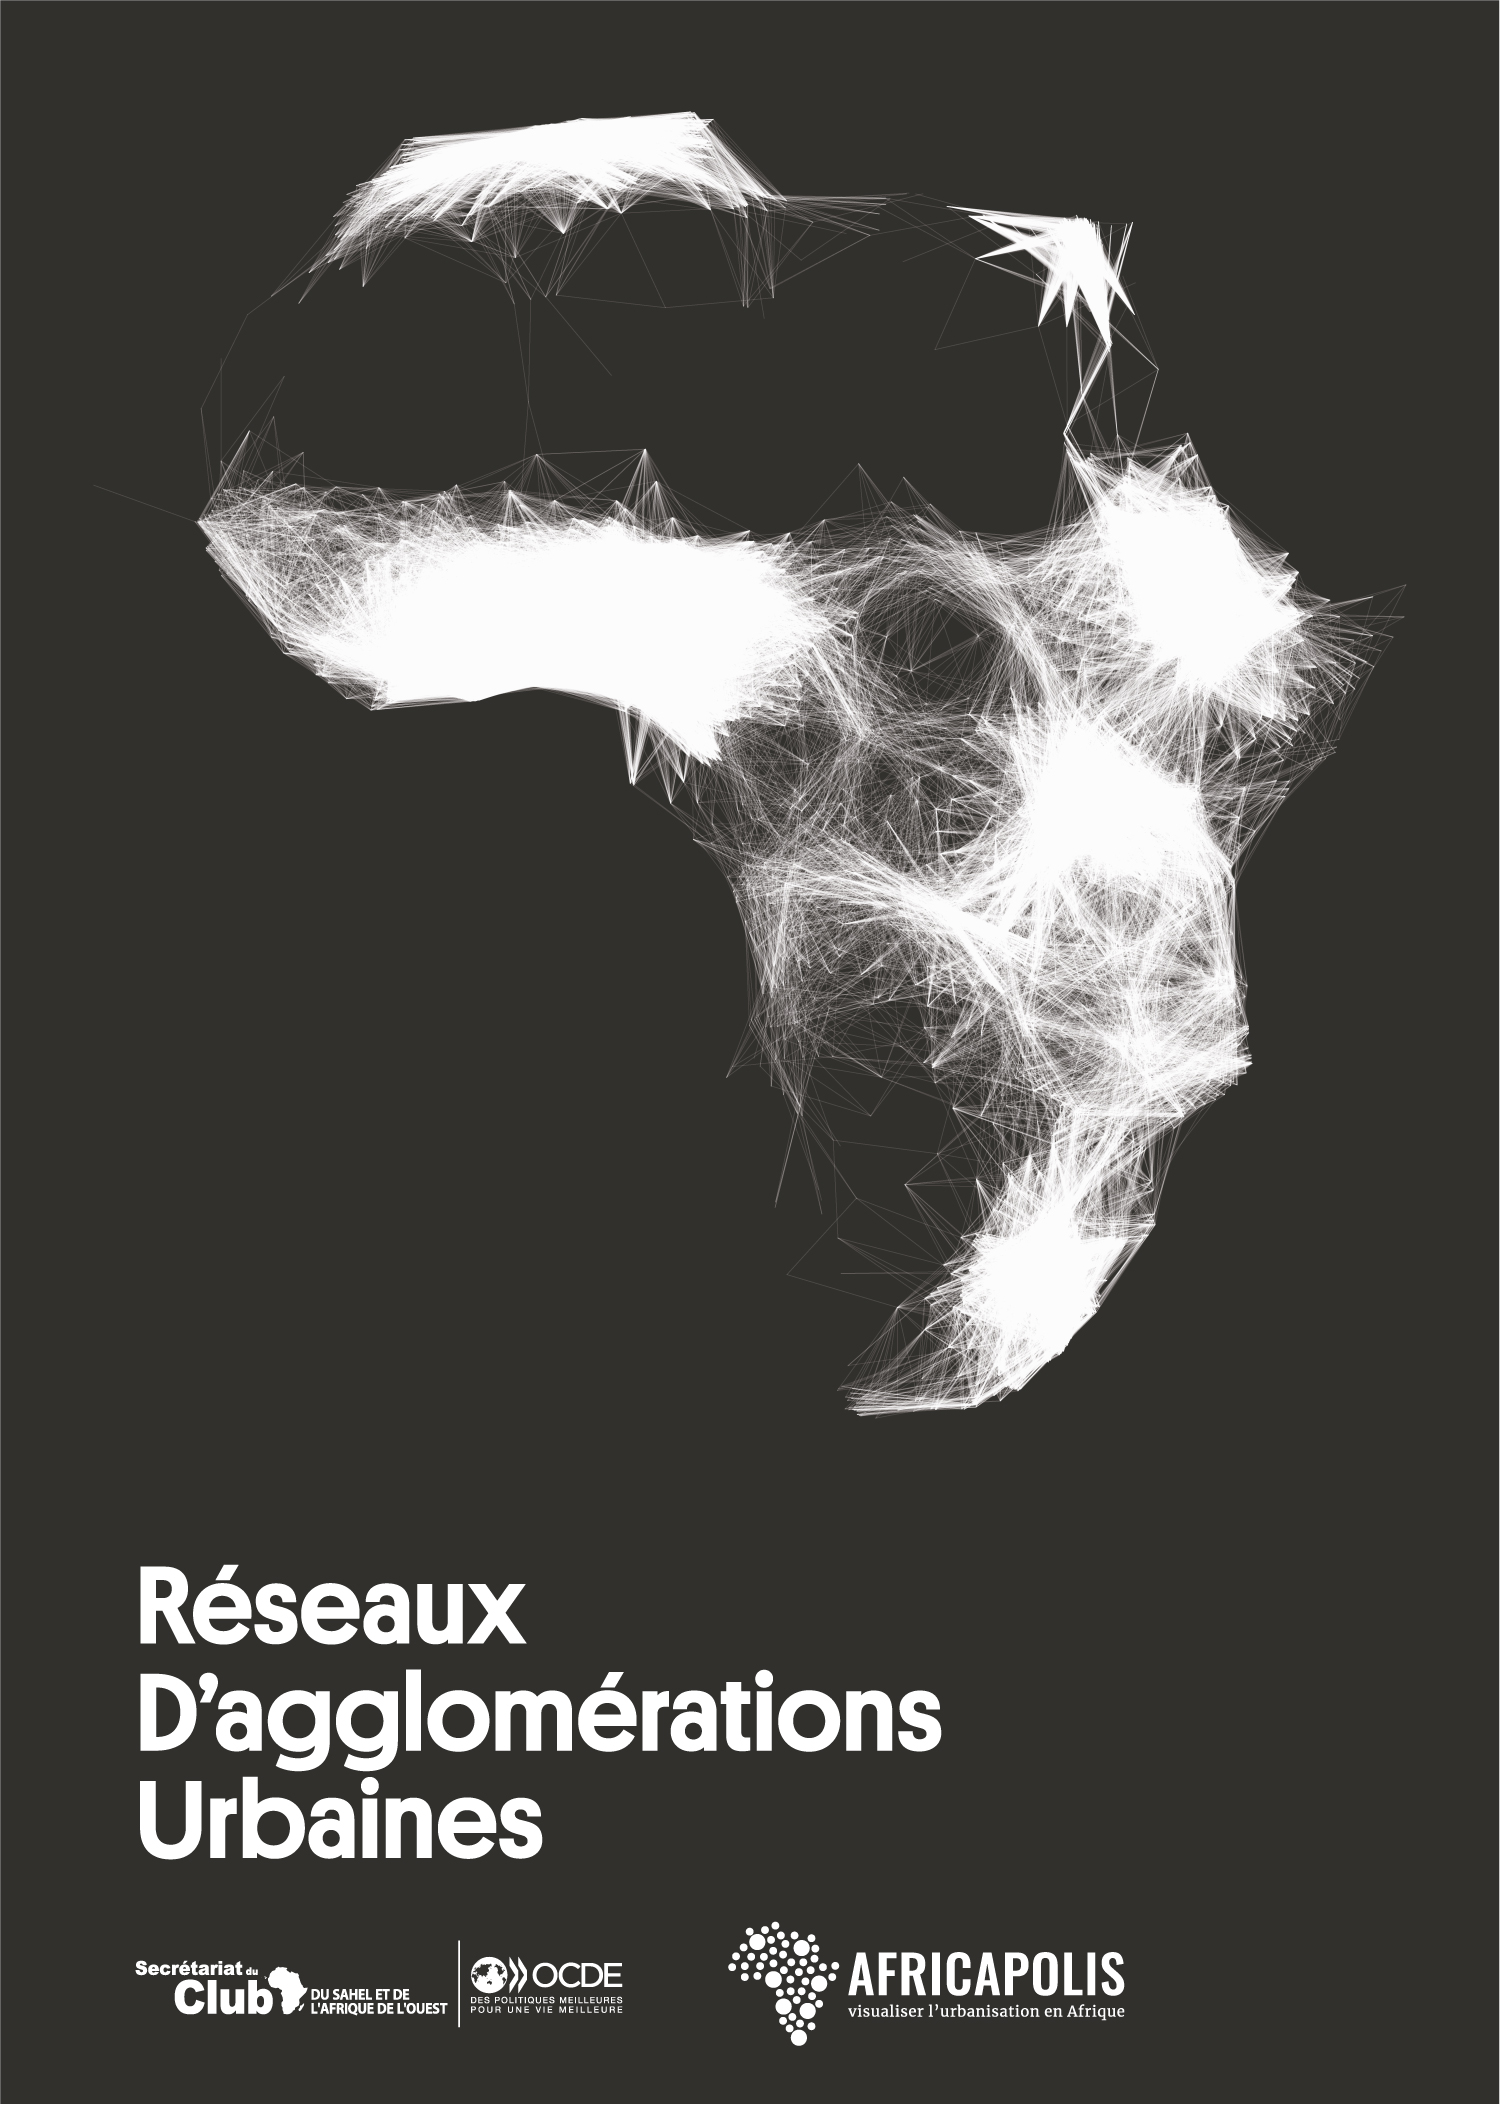 Réseaux
D’agglomérations
Urbaines
Secrétariat du
Club
DU SAHEL ET DE
L'AFRIQUE DE L'OUEST
OCDE
DES POLITIQUES MEILLEURES
POUR UNE VIE MEILLEURE
AFRICAPOLIS
visualiser l’urbanisation en Afrique